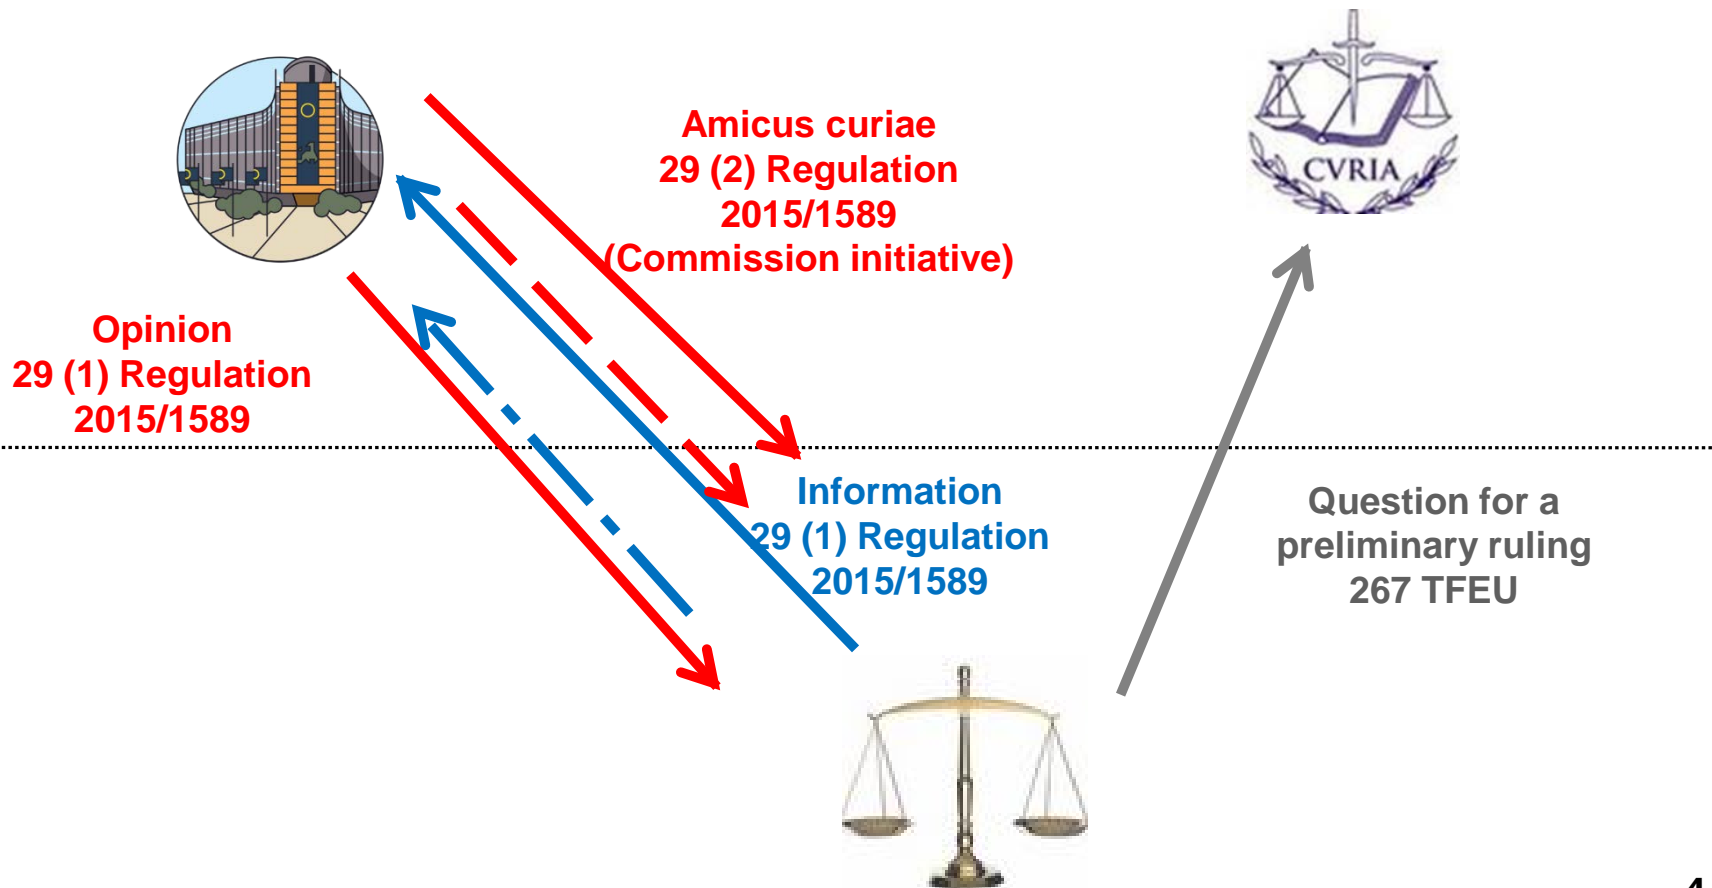 Amicus curiae
29 (2) Regulation
2015/1589
(Commission initiative)
CVRIA
Opinion
29 (1) Regulation
2015/1589
Information
29 (1) Regulation
2015/1589
Question for a
preliminary ruling
267 TFEU
4